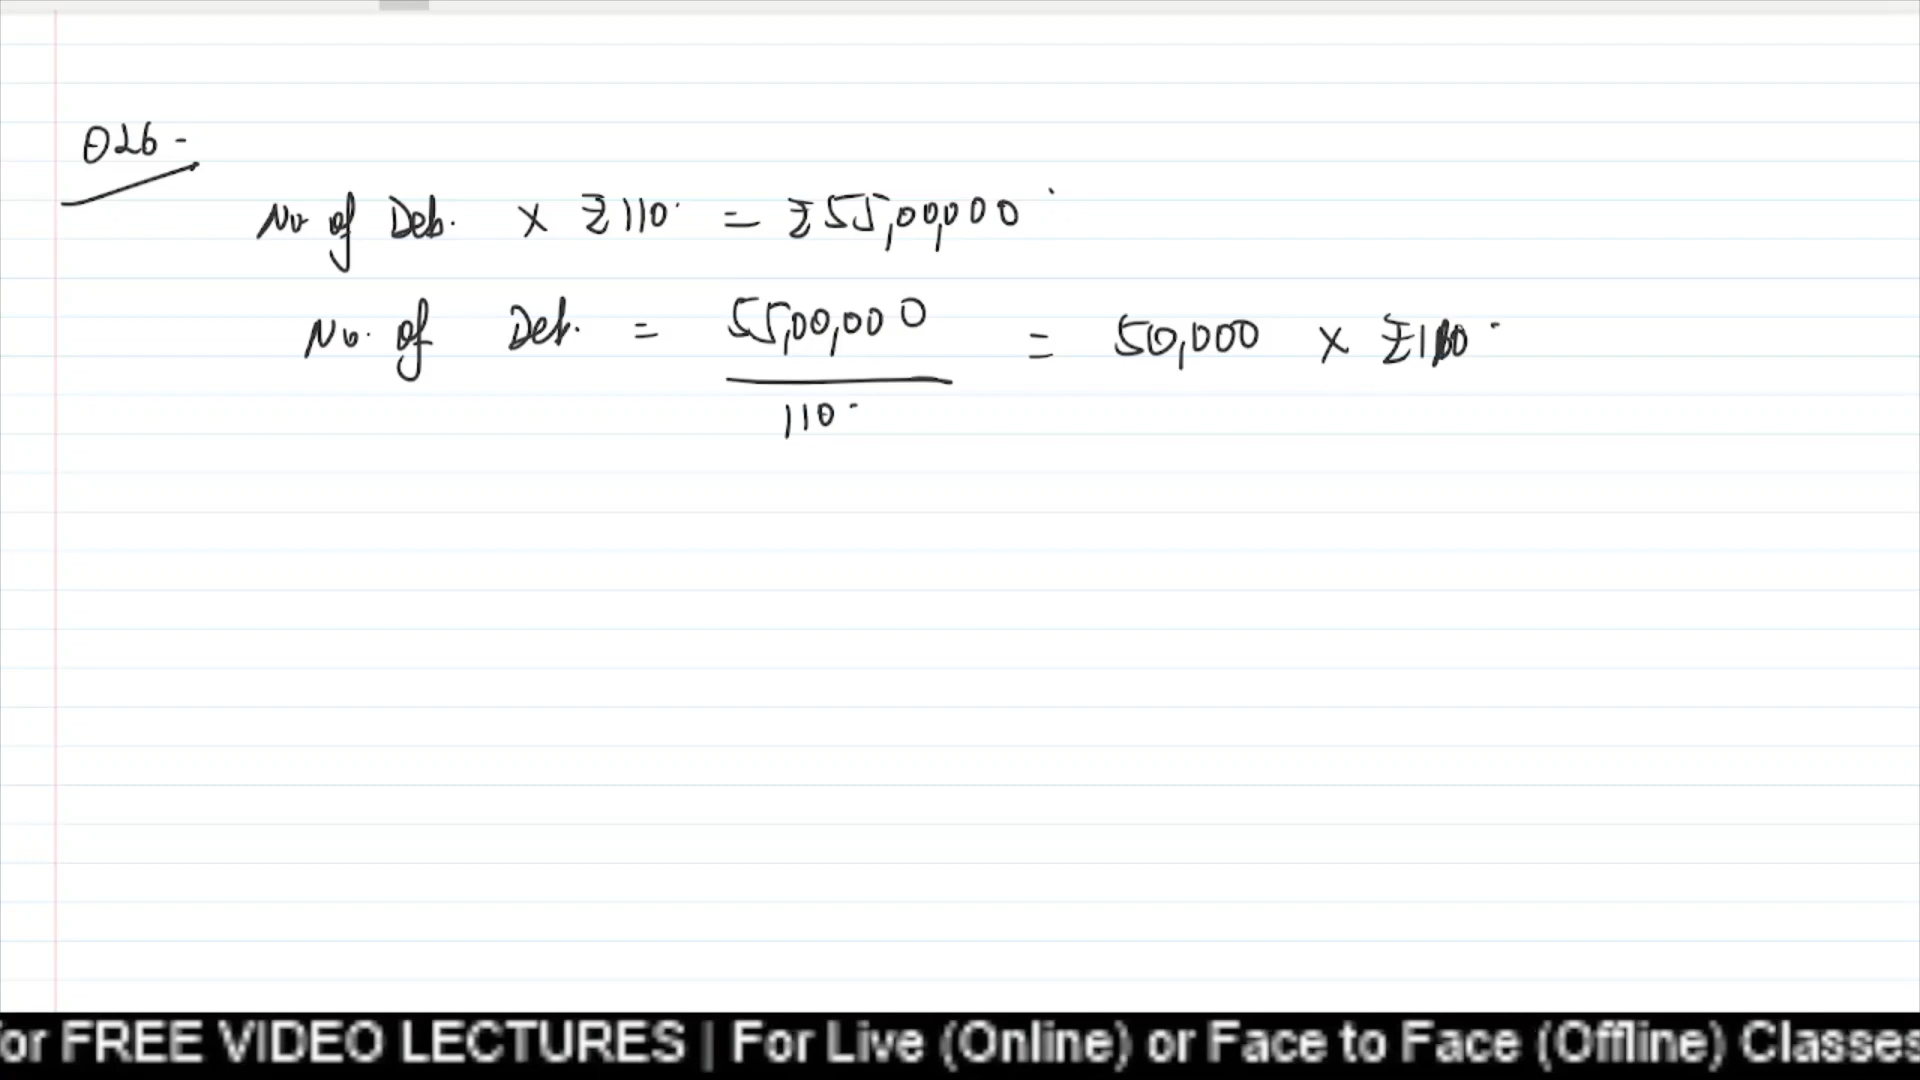 Q26 -
No of Deb. × ₹110 = ₹55,00,000
No. of Deb. = 55,00,000 = 50,000 × ₹100
110
or FREE VIDEO LECTURES | For Live (Online) or Face to Face (Offline) Classes